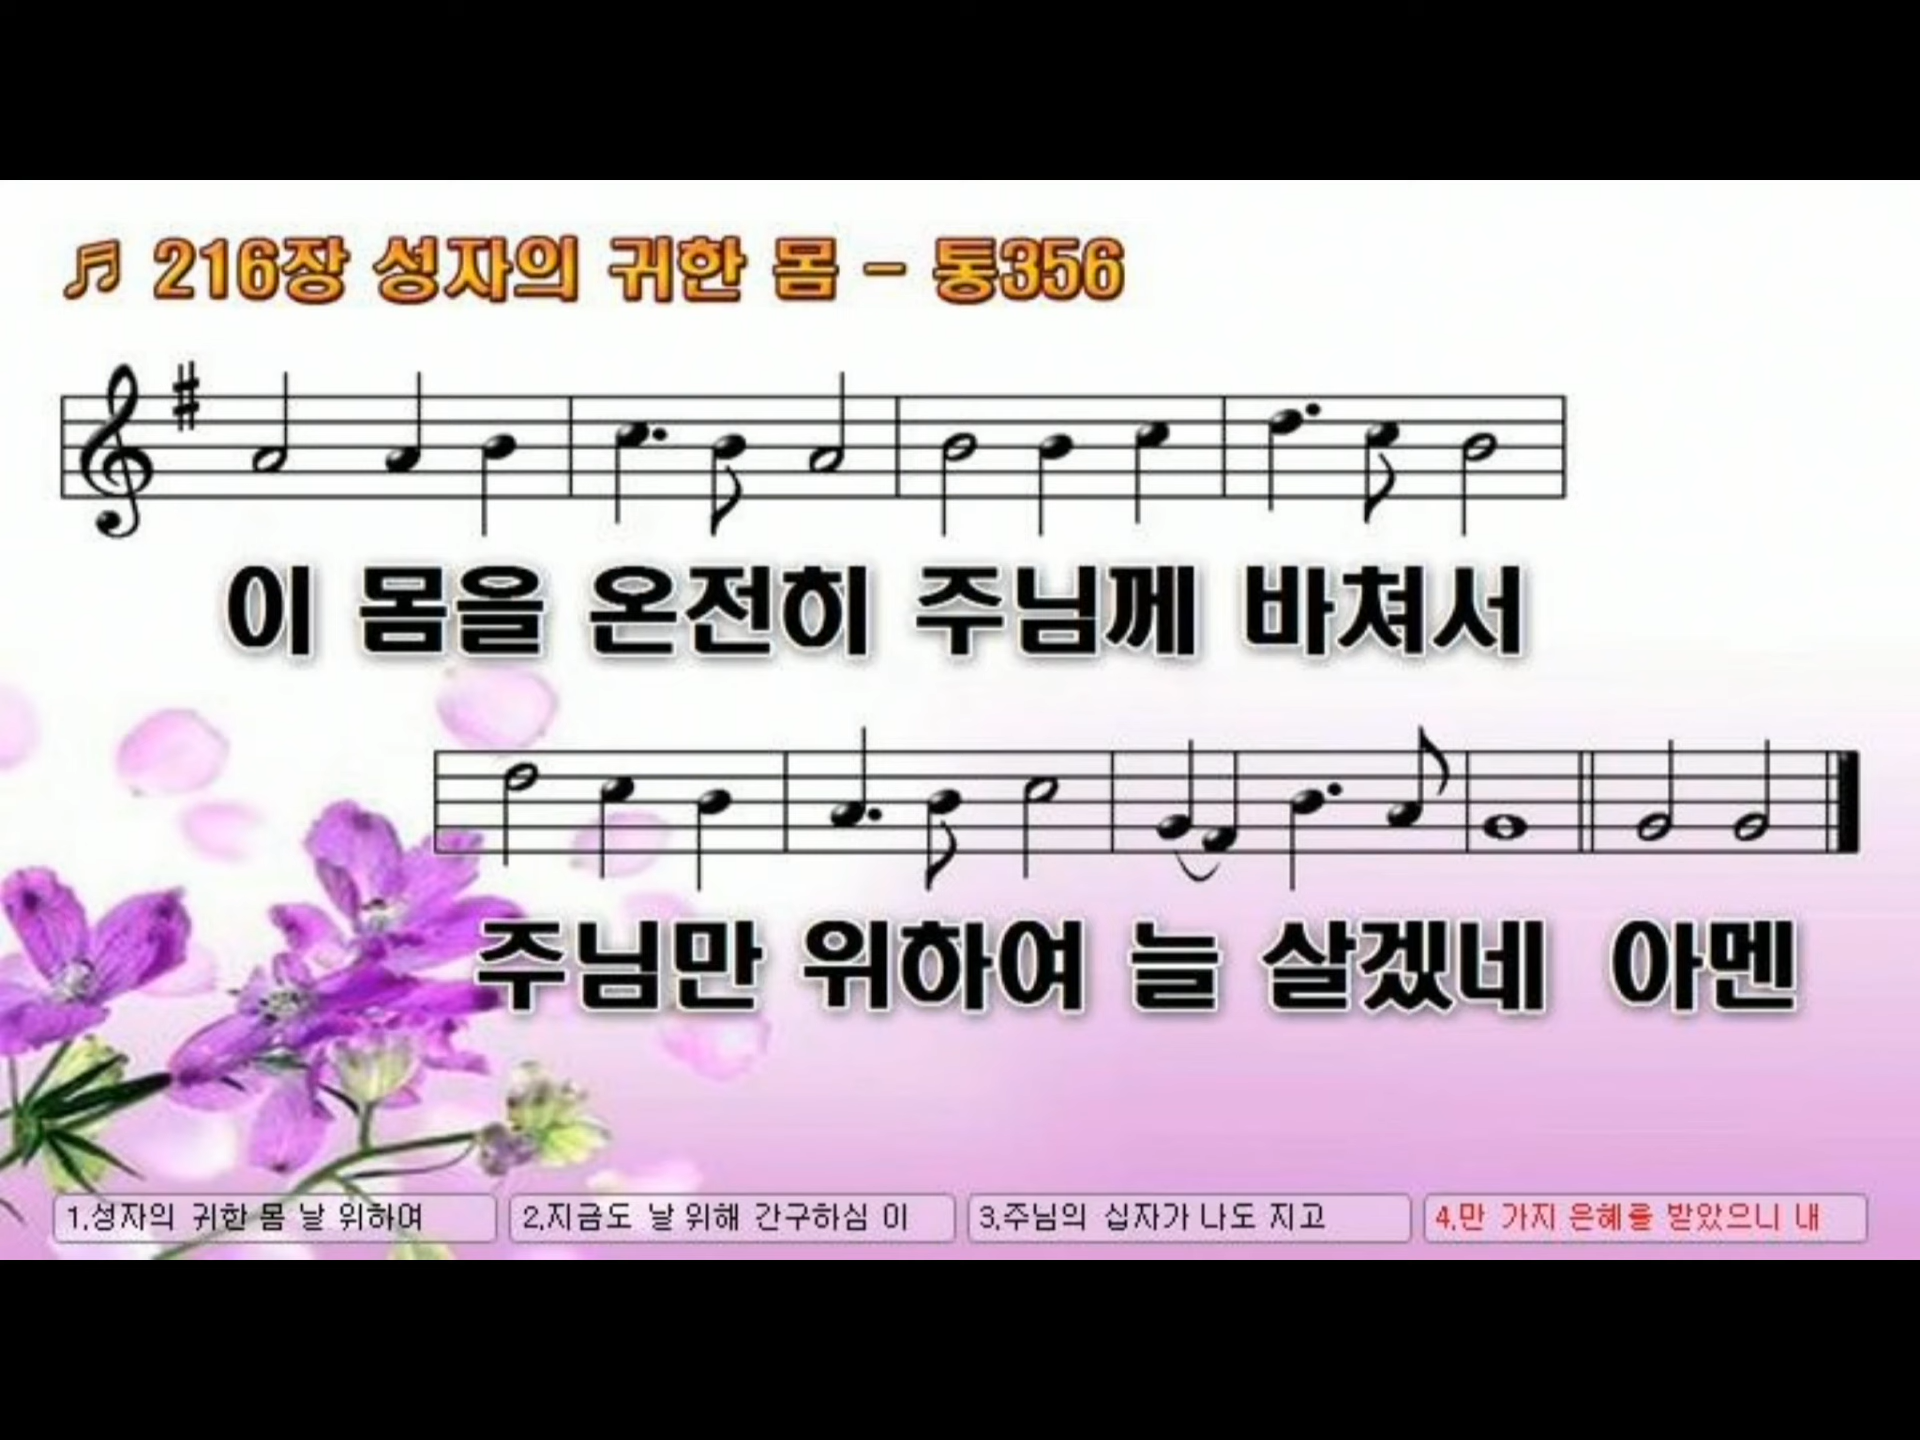 ♬ 216장 성자의 귀한 몸 - 통356
이 몸을 온전히 주님께 바쳐서
주님만 위하여 늘 살겠네 아멘
1.성자의 귀한 몸 날 위하여
2.지금도 날 위해 간구하심 이
3.주님의 십자가 나도 지고
4.만 가지 은혜를 받았으니 내